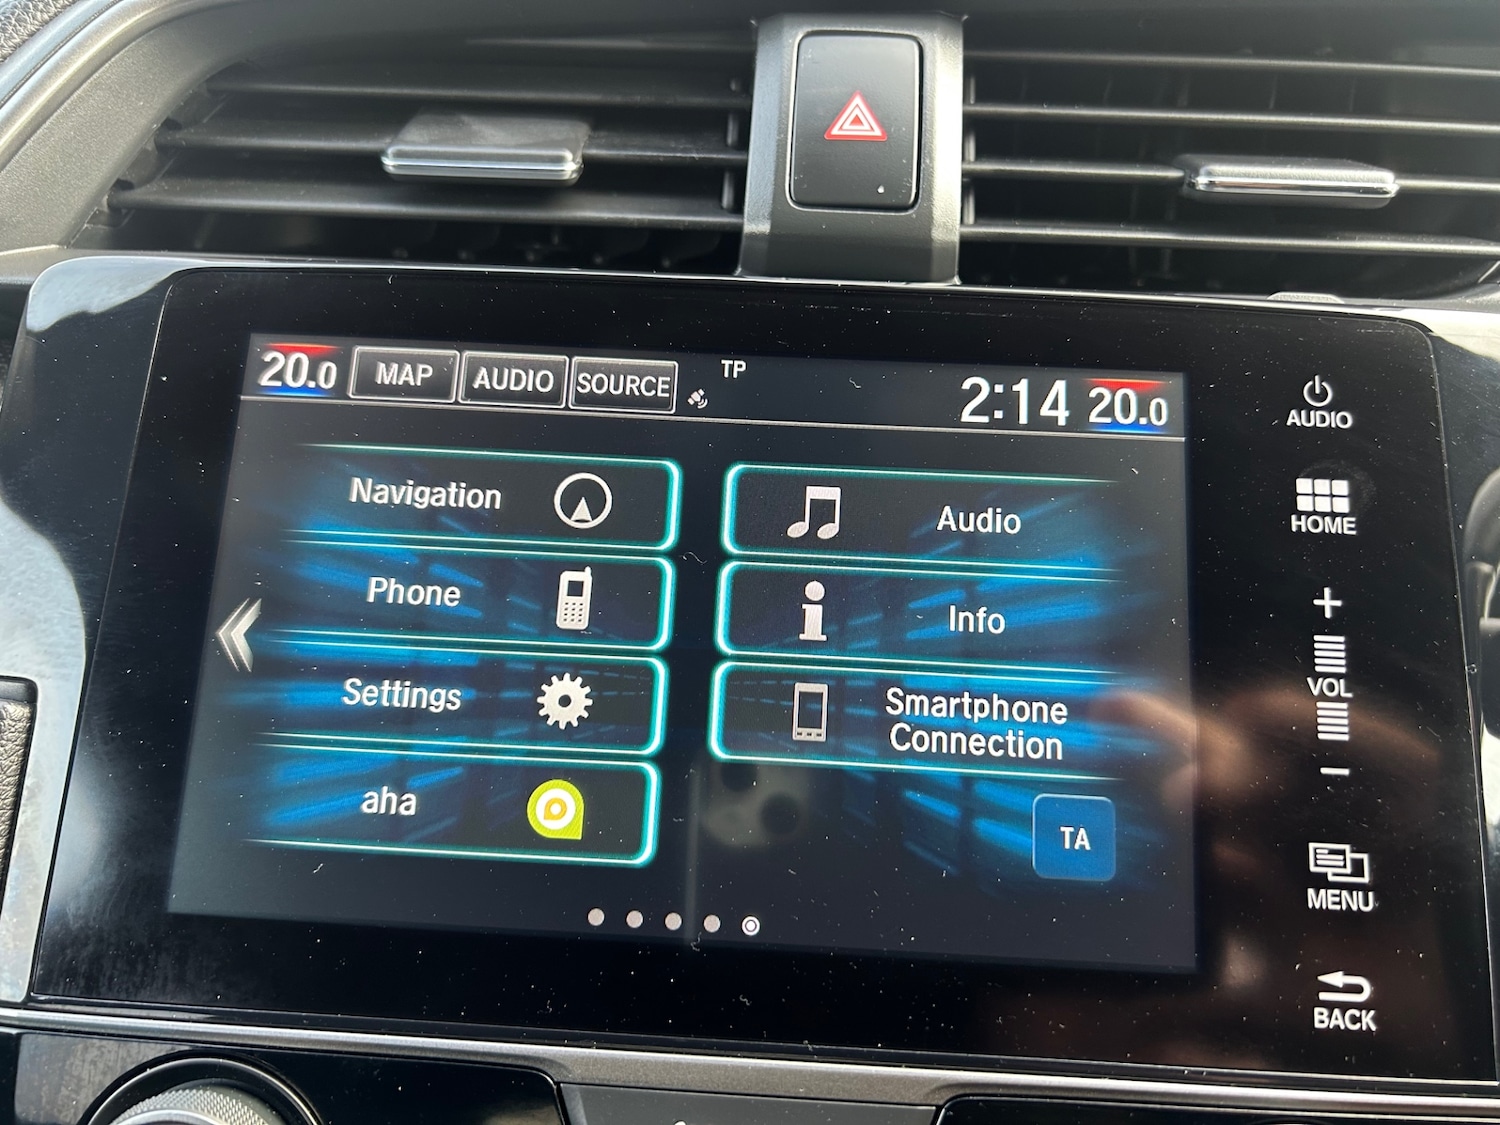 20.0 MAP AUDIO SOURCE TP 2:14 20.0
AUDIO
Navigation
Audio
HOME
Phone
Info
+
Settings
Smartphone
Connection
VOL
-
aha
TA
MENU
BACK